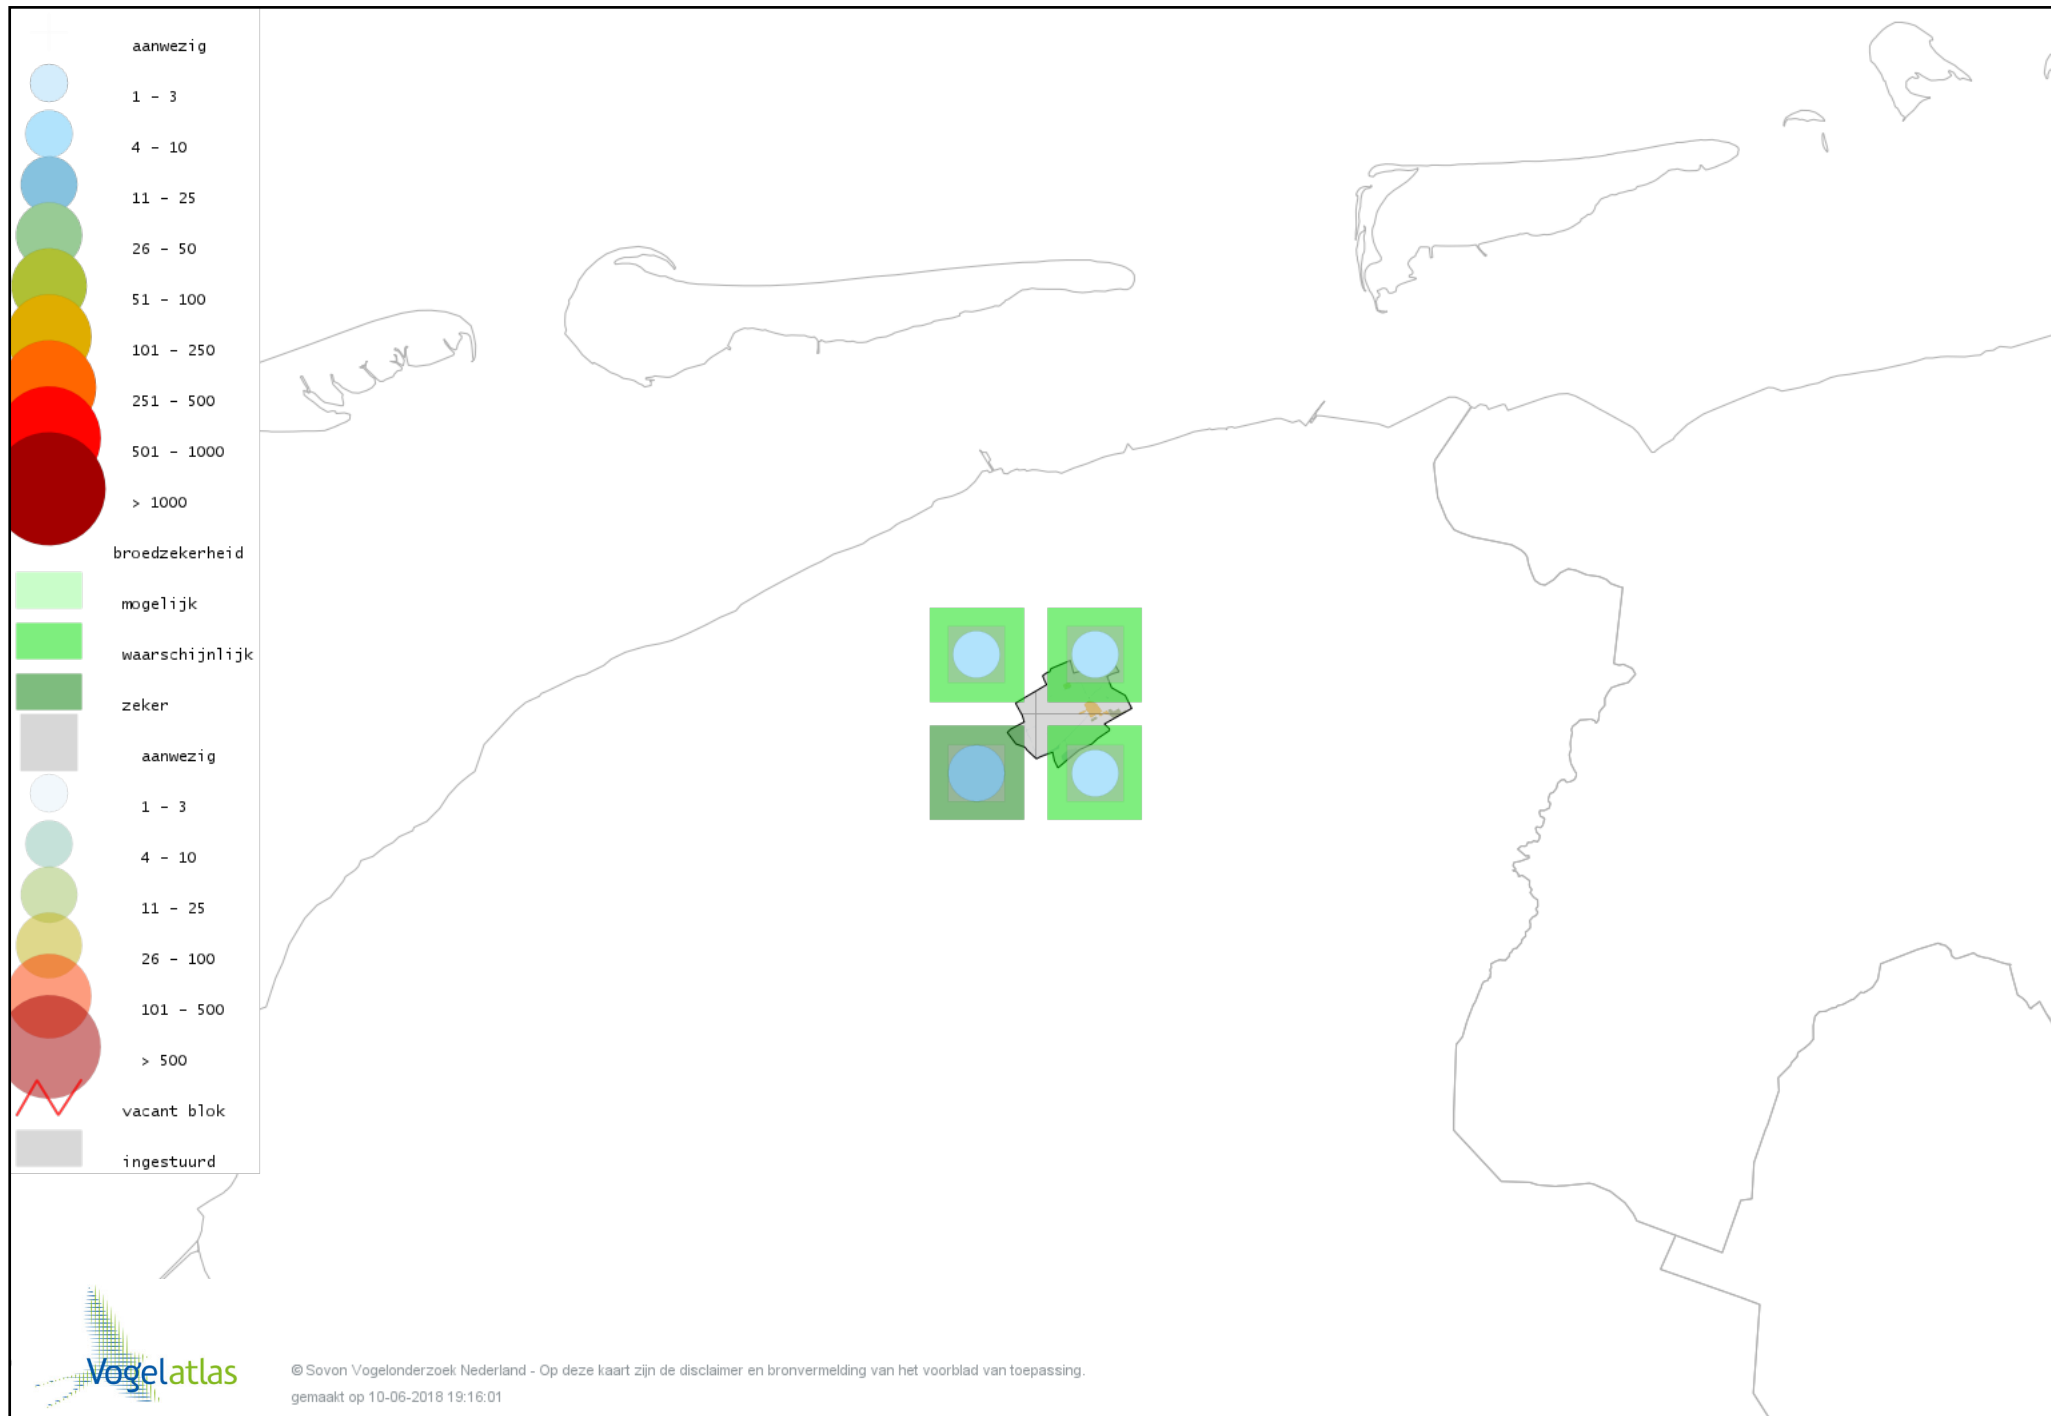 aanwezig
1 - 3
4 - 10
11 - 25
26 - 50
51 - 100
101 - 250
251 - 500
501 - 1000
> 1000
broedzekerheid
mogelijk
waarschijnlijk
zeker
aanwezig
1 - 3
4 - 10
11 - 25
26 - 100
101 - 500
> 500
vacant blok
ingestuurd
Vogelatlas
© Sovon Vogelonderzoek Nederland - Op deze kaart zijn de disclaimer en bronvermelding van het voorblad van toepassing.
gemaakt op 10-06-2018 19:16:01